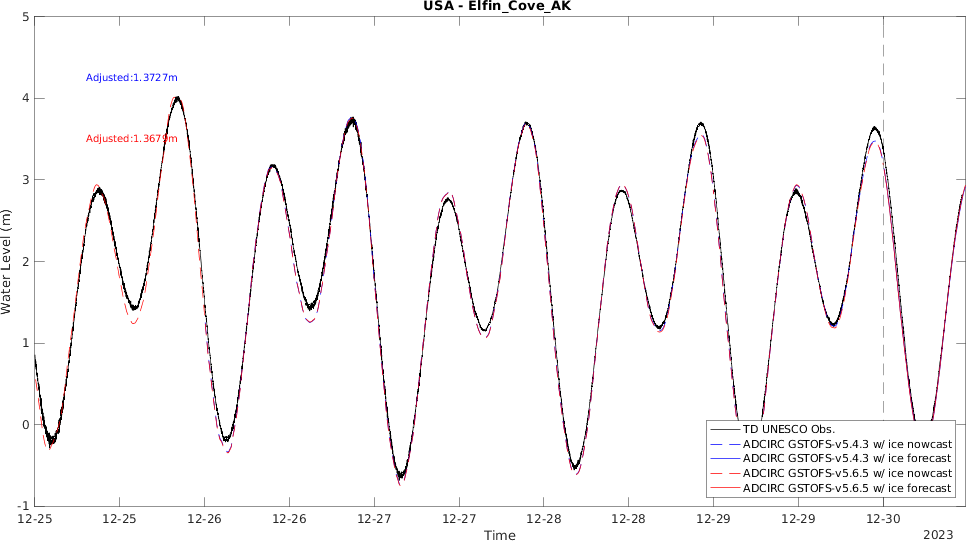 USA - Elfin_Cove_AK
5
4
3
2
1
0
-1
Water Level (m)
Adjusted:1.3727m
Adjusted:1.3679m
TD UNESCO Obs.
ADCIRC GSTOFS-v5.4.3 w/ ice nowcast
ADCIRC GSTOFS-v5.4.3 w/ ice forecast
ADCIRC GSTOFS-v5.6.5 w/ ice nowcast
ADCIRC GSTOFS-v5.6.5 w/ ice forecast
12-25 12-25 12-26 12-26 12-27 12-27 12-28 12-28 12-29 12-29 12-30
Time
2023